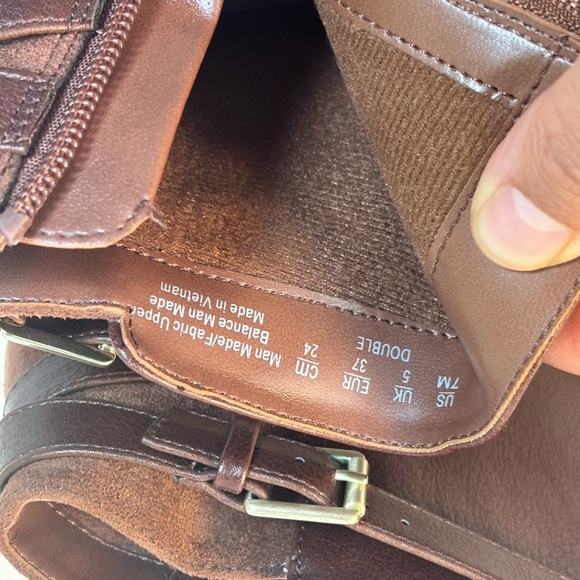 US UK EUR cm
7M 5 37 24
DOUBLE
Man Made/Fabric Upper
Balance Man Made
Made in Vietnam